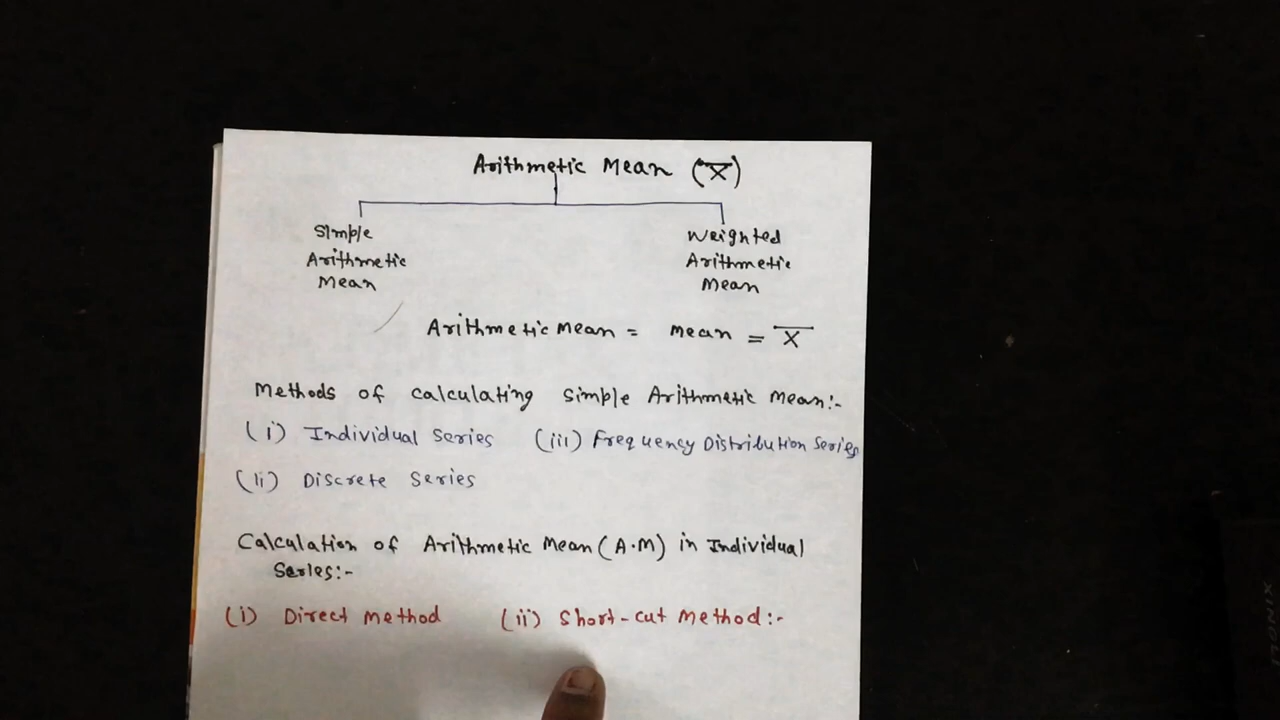 Arithmetic Mean (X̅)
Simple
Arithmetic
Mean
Weighted
Arithmetic
Mean
Arithmetic Mean = Mean = X̅
Methods of calculating Simple Arithmetic Mean:-
(i) Individual Series (iii) Frequency Distribution Series
(ii) Discrete Series
Calculation of Arithmetic Mean (A.M) in Individual
Series:-
(i) Direct Method (ii) Short-cut Method:-